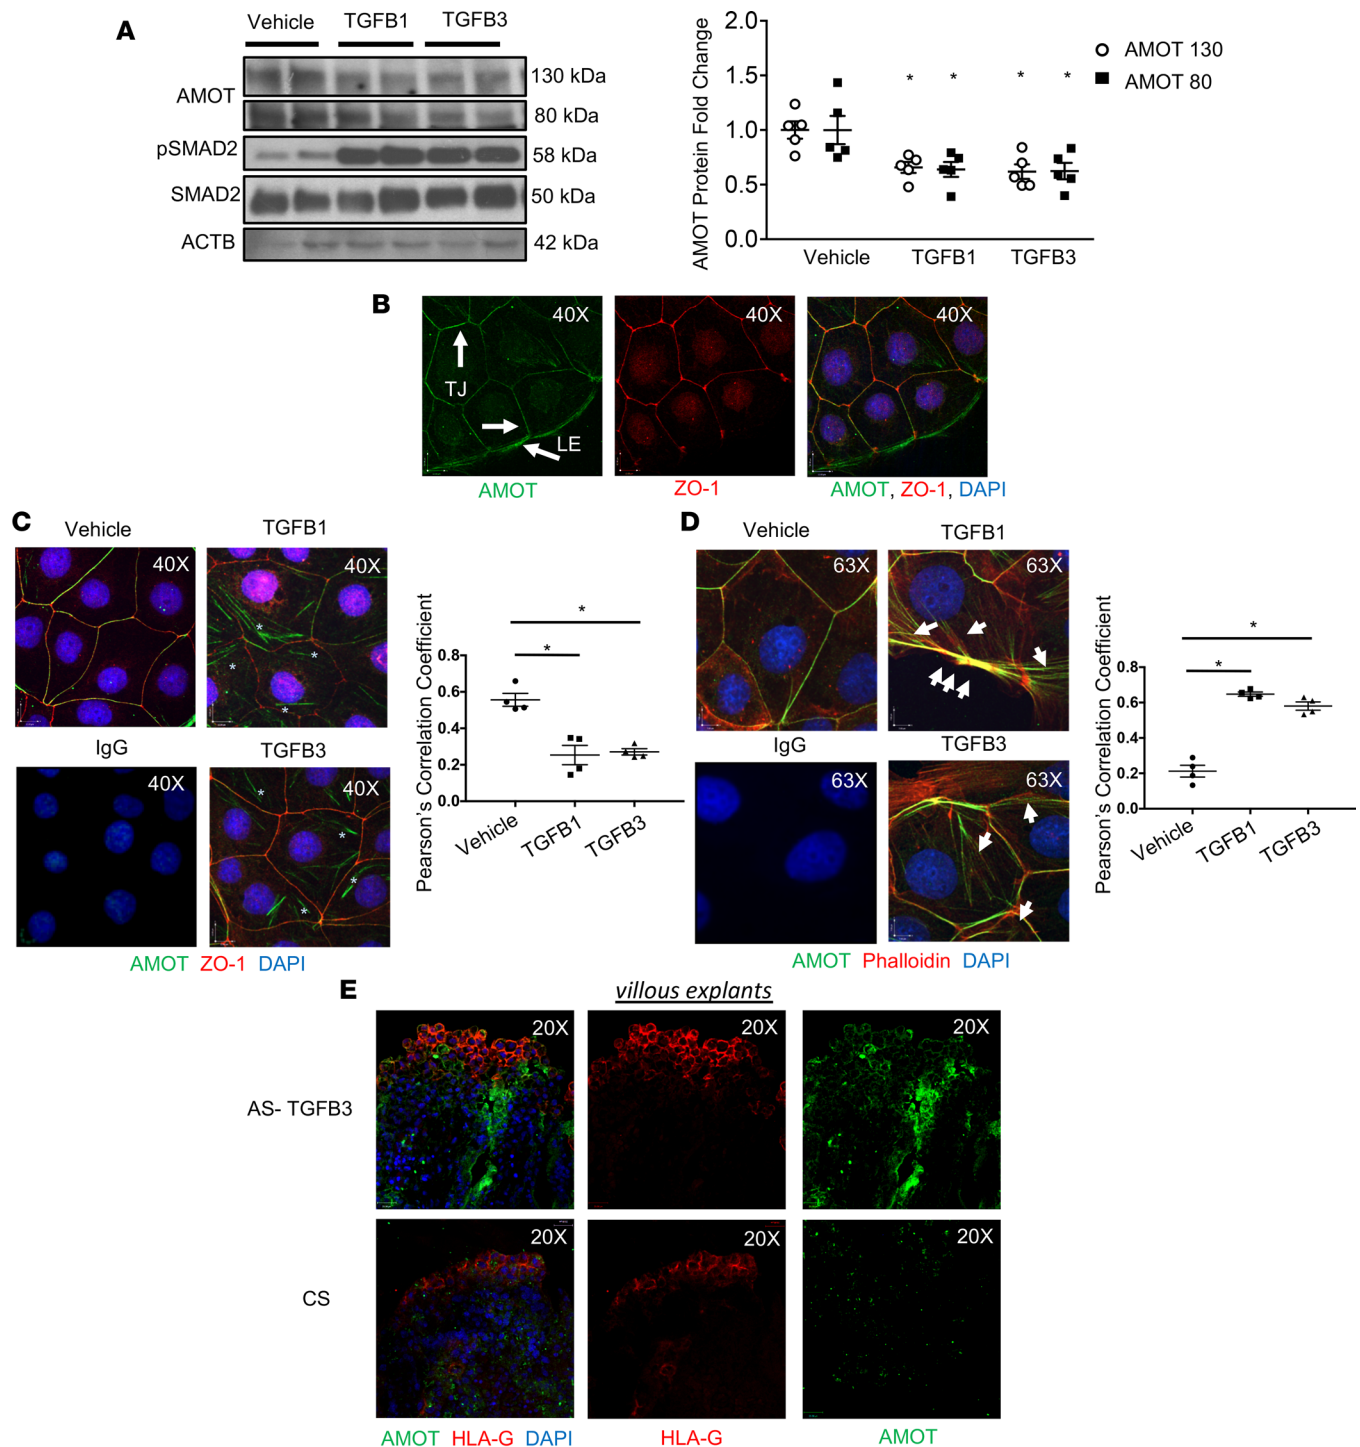 A
Vehicle TGFB1 TGFB3
AMOT
130 kDa
80 kDa
pSMAD2
58 kDa
SMAD2
50 kDa
ACTB
42 kDa
AMOT Protein Fold Change
2.0
1.5
1.0
0.5
0.0
* * * *
Vehicle TGFB1 TGFB3
AMOT 130
AMOT 80
B
40X
TJ
LE
AMOT
40X
ZO-1
40X
AMOT, ZO-1, DAPI
C
Vehicle
40X
TGFB1
40X
* * * *
IgG
40X
TGFB3
40X
* * * *
AMOT ZO-1 DAPI
Pearson's Correlation Coefficient
0.8
0.6
0.4
0.2
0.0
*
*
Vehicle
TGFB1
TGFB3
D
Vehicle
63X
TGFB1
63X
IgG
63X
TGFB3
63X
AMOT Phalloidin DAPI
Pearson's Correlation Coefficient
0.8
0.6
0.4
0.2
0.0
*
*
Vehicle
TGFB1
TGFB3
E
villous explants
AS- TGFB3
20X
20X
20X
CS
20X
20X
20X
AMOT HLA-G DAPI
HLA-G
AMOT